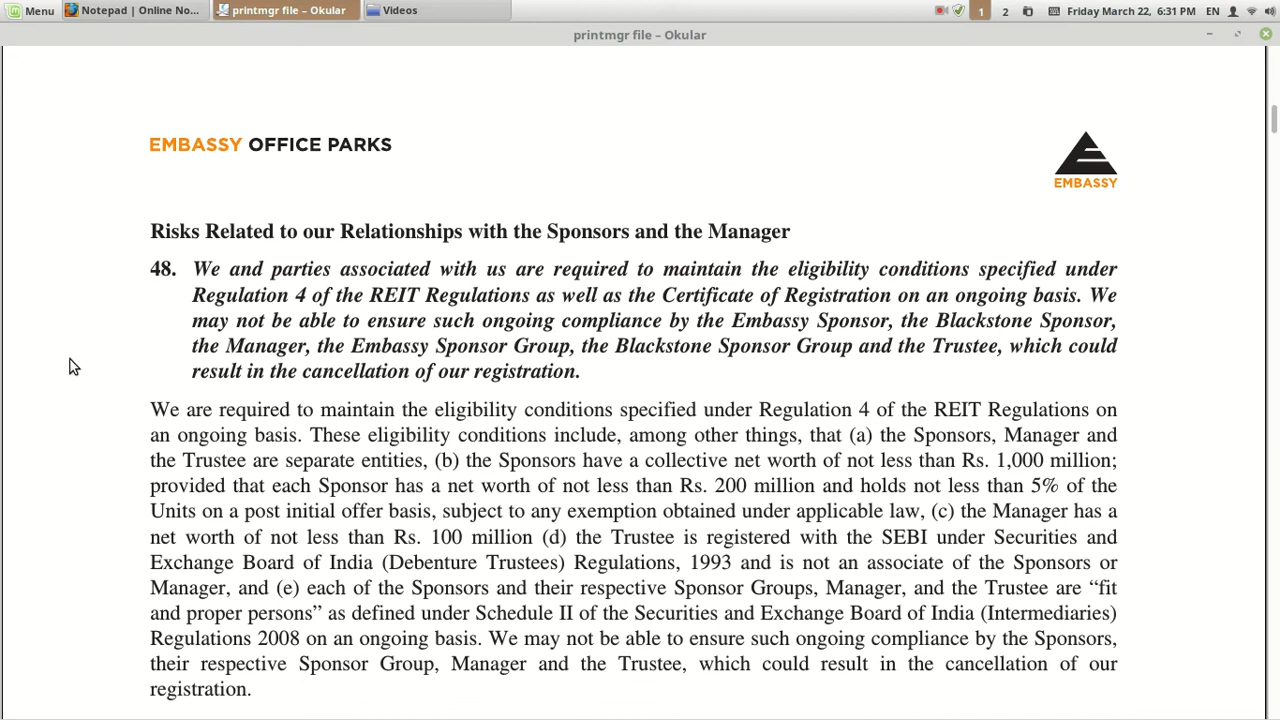 Menu Notepad | Online No... printmgr file – Okular Videos 1 2 Friday March 22, 6:31 PM EN
printmgr file – Okular
EMBASSY OFFICE PARKS
EMBASSY
Risks Related to our Relationships with the Sponsors and the Manager
48. We and parties associated with us are required to maintain the eligibility conditions specified under
Regulation 4 of the REIT Regulations as well as the Certificate of Registration on an ongoing basis. We
may not be able to ensure such ongoing compliance by the Embassy Sponsor, the Blackstone Sponsor,
the Manager, the Embassy Sponsor Group, the Blackstone Sponsor Group and the Trustee, which could
result in the cancellation of our registration.
We are required to maintain the eligibility conditions specified under Regulation 4 of the REIT Regulations on
an ongoing basis. These eligibility conditions include, among other things, that (a) the Sponsors, Manager and
the Trustee are separate entities, (b) the Sponsors have a collective net worth of not less than Rs. 1,000 million;
provided that each Sponsor has a net worth of not less than Rs. 200 million and holds not less than 5% of the
Units on a post initial offer basis, subject to any exemption obtained under applicable law, (c) the Manager has a
net worth of not less than Rs. 100 million (d) the Trustee is registered with the SEBI under Securities and
Exchange Board of India (Debenture Trustees) Regulations, 1993 and is not an associate of the Sponsors or
Manager, and (e) each of the Sponsors and their respective Sponsor Groups, Manager, and the Trustee are “fit
and proper persons” as defined under Schedule II of the Securities and Exchange Board of India (Intermediaries)
Regulations 2008 on an ongoing basis. We may not be able to ensure such ongoing compliance by the Sponsors,
their respective Sponsor Group, Manager and the Trustee, which could result in the cancellation of our
registration.